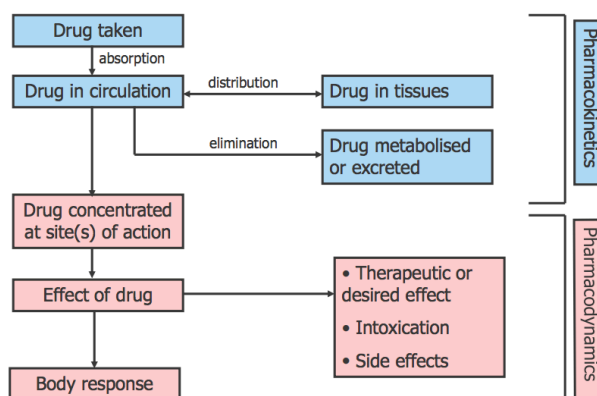 Drug taken
absorption
Drug in circulation
distribution
Drug in tissues
elimination
Drug metabolised
or excreted
Pharmacokinetics
Drug concentrated
at site(s) of action
Effect of drug
• Therapeutic or
desired effect
• Intoxication
• Side effects
Body response
Pharmacodynamics